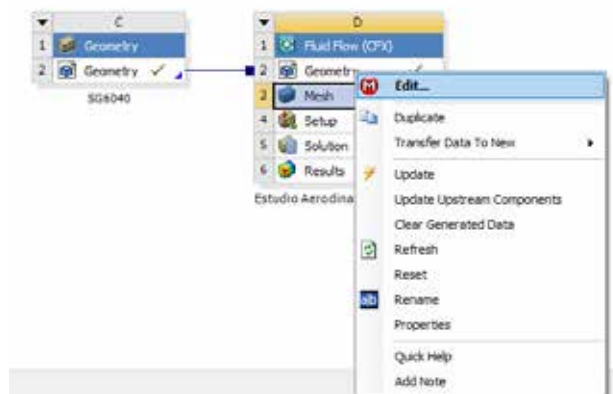 C
1 Geometry
2 Geometry
SG6040
D
1 Fluid Flow (CFX)
2 Geometry
3 Mesh
4 Setup
5 Solution
6 Results
Estudio Aerodina
Edit...
Duplicate
Transfer Data To New
Update
Update Upstream Components
Clear Generated Data
Refresh
Reset
Rename
Properties
Quick Help
Add Note